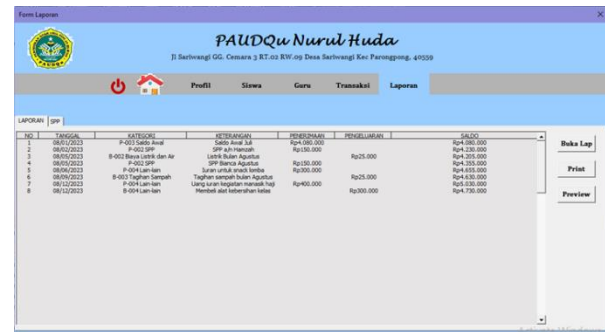 Form Laporan
PAUDQu Nurul Huda
Jl Sariwangi GG. Cemara 3 RT.02 RW.09 Desa Sariwangi Kec Parongpong, 40559
Profil Siswa Guru Transaksi Laporan
LAPORAN SPP
NO TANGGAL KATEGORI KETERANGAN PENERIMAAN PENGELUARAN SALDO
1 08/01/2023 P-003 Saldo Awal Saldo Awal Juli Rp4.080.000 Rp4.080.000
2 08/02/2023 P-002 SPP SPP a/n Hamzah Rp150.000 Rp4.230.000
3 08/05/2023 B-002 Biaya Listrik dan Air Listrik Bulan Agustus Rp25.000 Rp4.205.000
4 08/05/2023 P-002 SPP SPP Bianca Agustus Rp150.000 Rp4.355.000
5 08/06/2023 P-004 Lain-lain Iuran untuk snack lomba Rp300.000 Rp4.655.000
6 08/09/2023 B-003 Tagihan Sampah Tagihan sampah bulan Agustus Rp25.000 Rp4.630.000
7 08/12/2023 P-004 Lain-lain Uang iuran kegiatan manasik haji Rp400.000 Rp5.030.000
8 08/12/2023 B-004 Lain-lain Membeli alat kebersihan kelas Rp300.000 Rp4.730.000
Buka Lap
Print
Preview